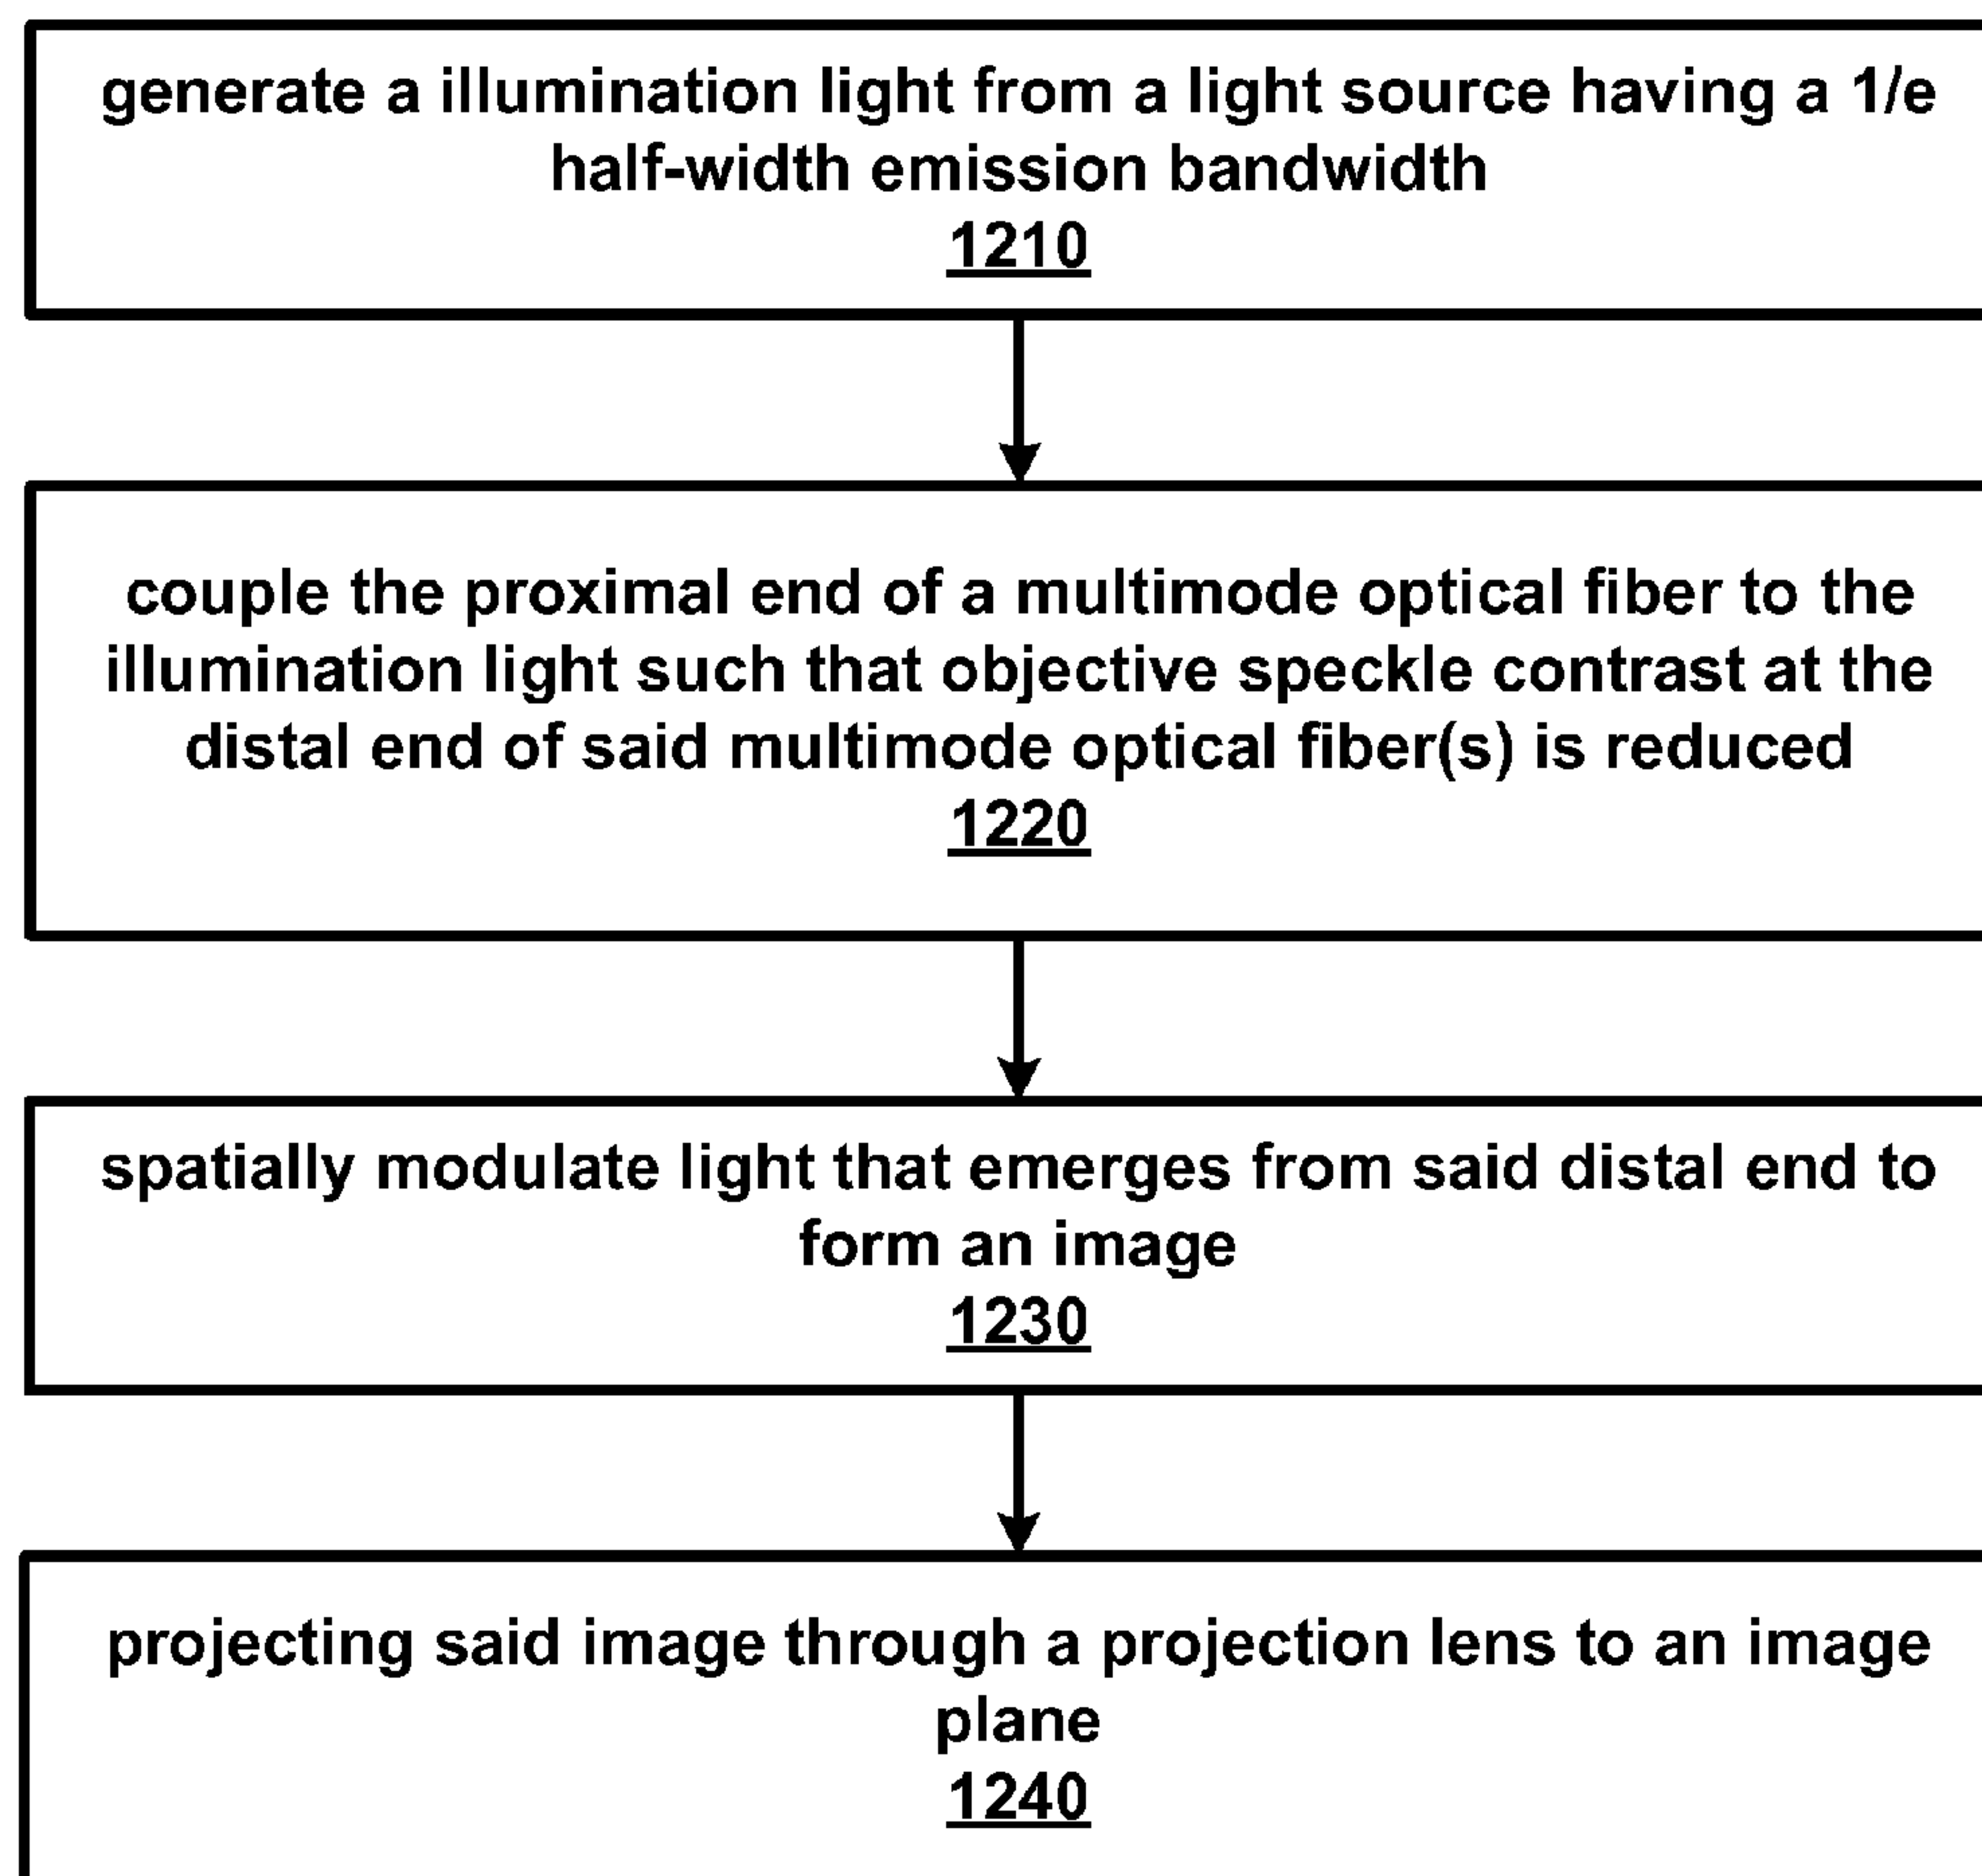 generate a illumination light from a light source having a 1/e
half-width emission bandwidth
1210
couple the proximal end of a multimode optical fiber to the
illumination light such that objective speckle contrast at the
distal end of said multimode optical fiber(s) is reduced
1220
spatially modulate light that emerges from said distal end to
form an image
1230
projecting said image through a projection lens to an image
plane
1240